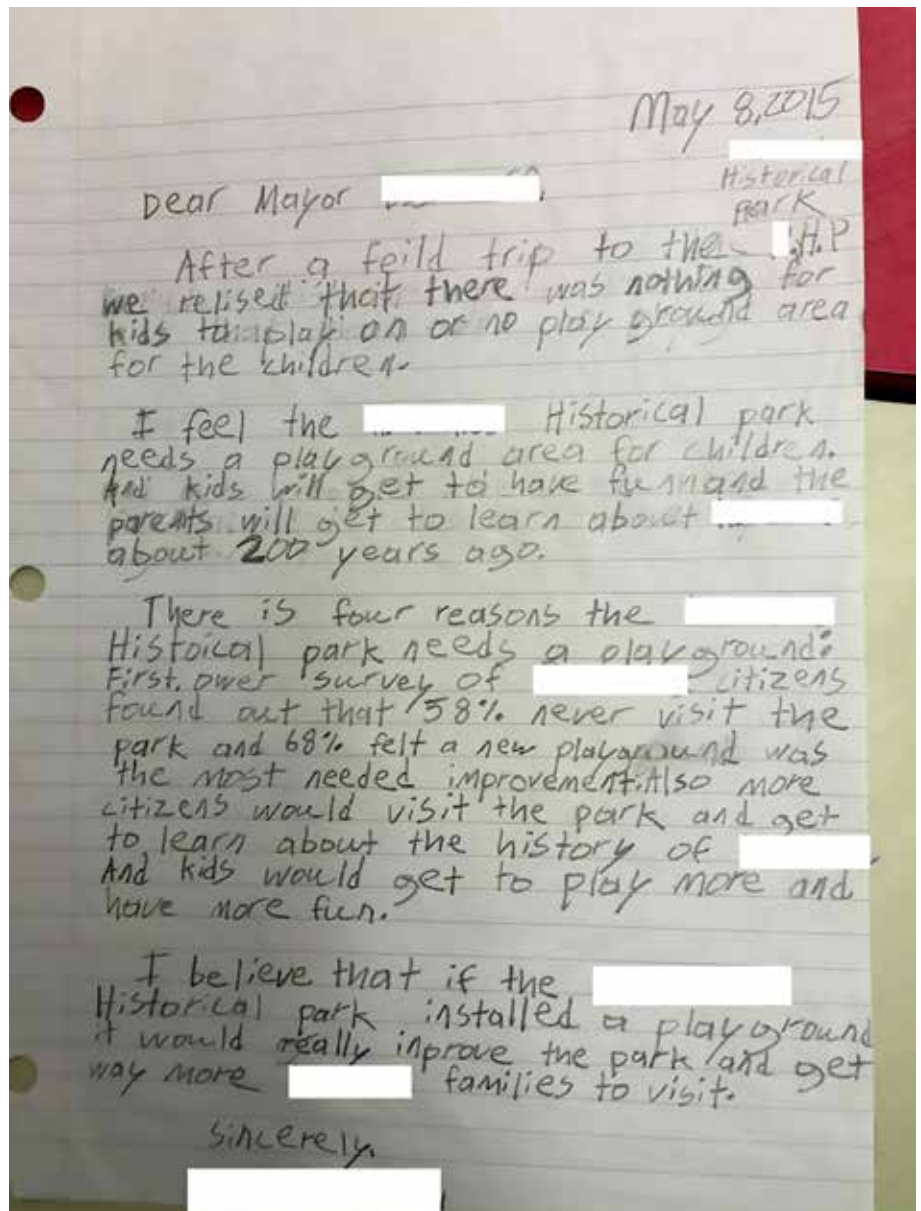 May 8, 2015
Historical
park
Dear Mayor
After a feild trip to the .H.P
we relised that there was nothing for
kids to play on or no play ground area
for the children.
I feel the Historical park
needs a playground area for children.
And kids will get to have funn and the
parents will get to learn about
about 200 years ago.
There is four reasons the
Histoical park needs a playground:
First, ower survey of citizens
found out that 58% never visit the
park and 68% felt a new playground was
the most needed improvement. Also more
citizens would visit the park and get
to learn about the history of .
And kids would get to play more and
have more fun.
I believe that if the
Historical park installed a playground
it would really inprove the park and get
way more families to visit.
sincerely,